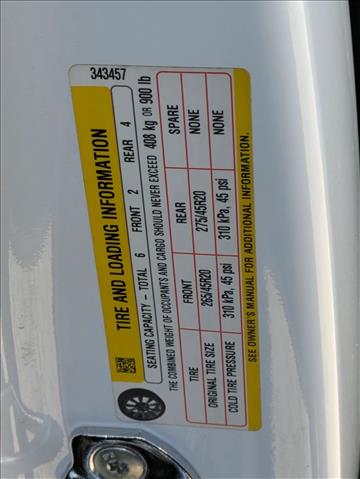 343457
TIRE AND LOADING INFORMATION
SEATING CAPACITY – TOTAL 6 FRONT 2 REAR 4
THE COMBINED WEIGHT OF OCCUPANTS AND CARGO SHOULD NEVER EXCEED 408 kg OR 900 lb
TIRE FRONT REAR SPARE
ORIGINAL TIRE SIZE 265/45R20 275/45R20 NONE
COLD TIRE PRESSURE 310 kPa, 45 psi 310 kPa, 45 psi NONE
SEE OWNER'S MANUAL FOR ADDITIONAL INFORMATION.